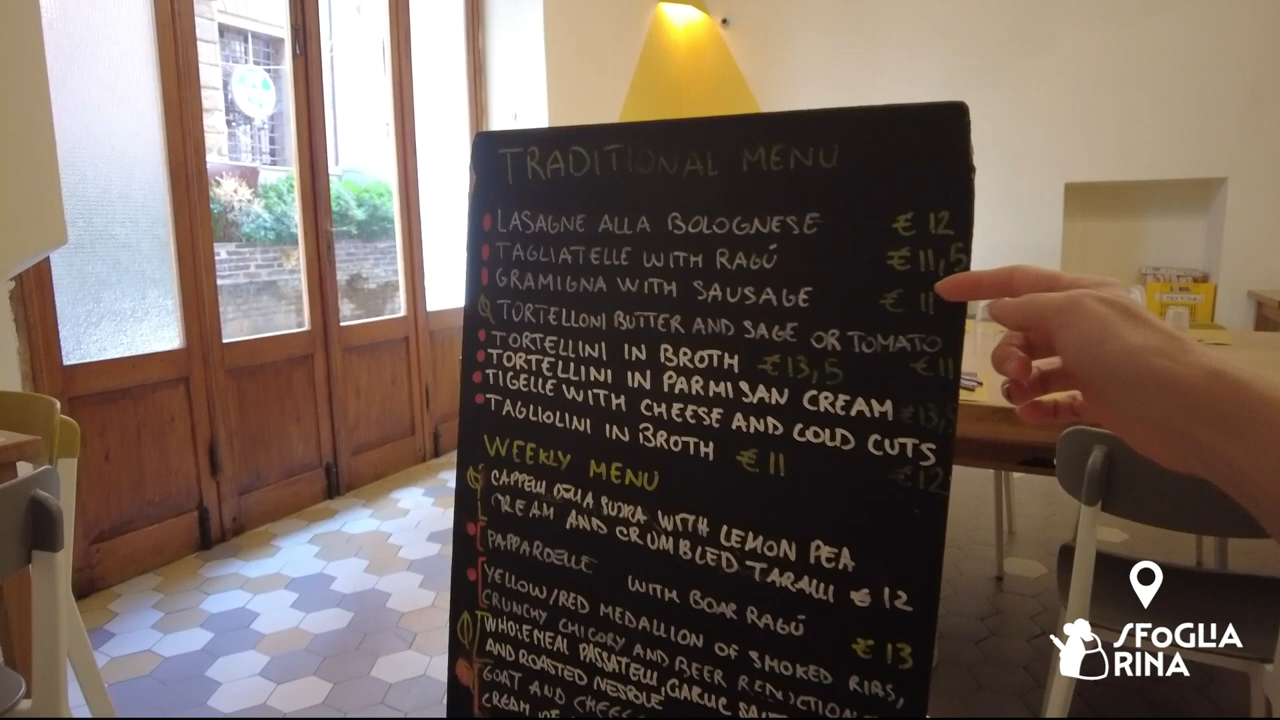 TRADITIONAL MENU
LASAGNE ALLA BOLOGNESE € 12
TAGLIATELLE WITH RAGÚ € 11,5
GRAMIGNA WITH SAUSAGE € 11
TORTELLONI BUTTER AND SAGE OR TOMATO € 11
TORTELLINI IN BROTH € 13,5
TORTELLINI IN PARMISAN CREAM € 13,5
TIGELLE WITH CHEESE AND COLD CUTS € 12
TAGLIOLINI IN BROTH € 11
WEEKLY MENU
CAPPELLI DELLA WITH LEMON PEA
CREAM AND CRUMBLED TARALLI € 12
PAPPARDELLE WITH BOAR RAGÚ € 13
YELLOW/RED MEDALLION OF SMOKED RIBS,
CRUNCHY CHICORY AND BEER REDUCTION
WHOLEMEAL PASSATELLI, GARLIC
AND ROASTED
GOAT AND
CREAM
SFOGLIA
RINA